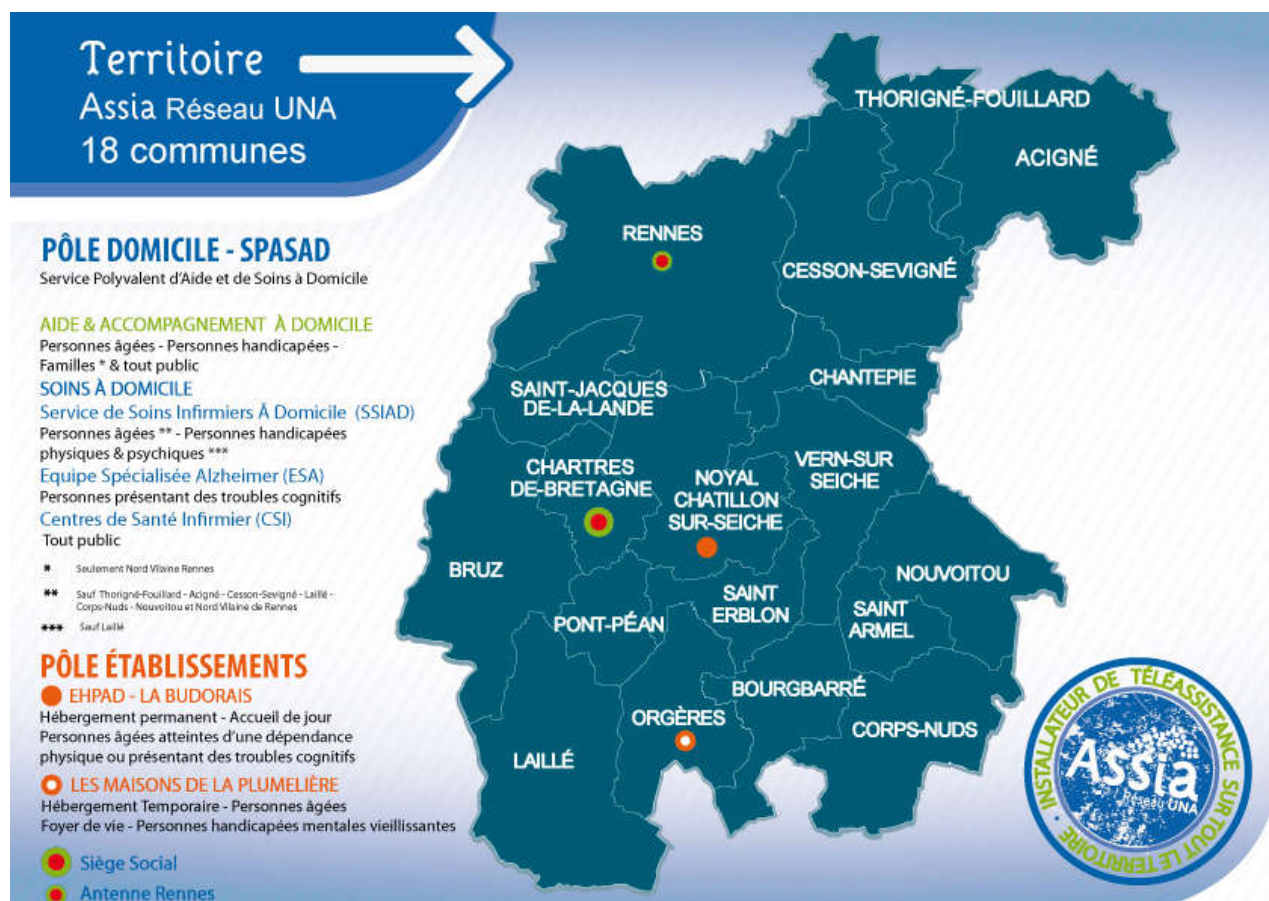 Territoire
Assia Réseau UNA
18 communes
PÔLE DOMICILE - SPASAD
Service Polyvalent d'Aide et de Soins à Domicile
AIDE & ACCOMPAGNEMENT À DOMICILE
Personnes âgées - Personnes handicapées -
Familles * & tout public
SOINS À DOMICILE
Service de Soins Infirmiers À Domicile (SSIAD)
Personnes âgées ** - Personnes handicapées
physiques & psychiques ***
Equipe Spécialisée Alzheimer (ESA)
Personnes présentant des troubles cognitifs
Centres de Santé Infirmier (CSI)
Tout public
* Seulement Nord Vilaine Rennes
** Sauf Thorigné-Fouillard - Acigné - Cesson-Sevigné - Laillé -
Corps-Nuds - Nouvoitou et Nord Vilaine de Rennes
*** Sauf Laillé
PÔLE ÉTABLISSEMENTS
EHPAD - LA BUDORAIS
Hébergement permanent - Accueil de jour
Personnes âgées atteintes d'une dépendance
physique ou présentant des troubles cognitifs
LES MAISONS DE LA PLUMELIÈRE
Hébergement Temporaire - Personnes âgées
Foyer de vie - Personnes handicapées mentales vieillissantes
Siège Social
Antenne Rennes
THORIGNÉ-FOUILLARD
ACIGNÉ
RENNES
CESSON-SEVIGNÉ
CHANTEPIE
SAINT-JACQUES
DE-LA-LANDE
VERN-SUR
SEICHE
CHARTRES
DE-BRETAGNE
NOYAL
CHATILLON
SUR-SEICHE
BRUZ
NOUVOITOU
SAINT
ERBLON
SAINT
ARMEL
PONT-PÉAN
BOURGBARRÉ
ORGÈRES
CORPS-NUDS
LAILLÉ
INSTALLATEUR DE TÉLÉASSISTANCE SUR TOUT LE TERRITOIRE •
Assia
Réseau UNA